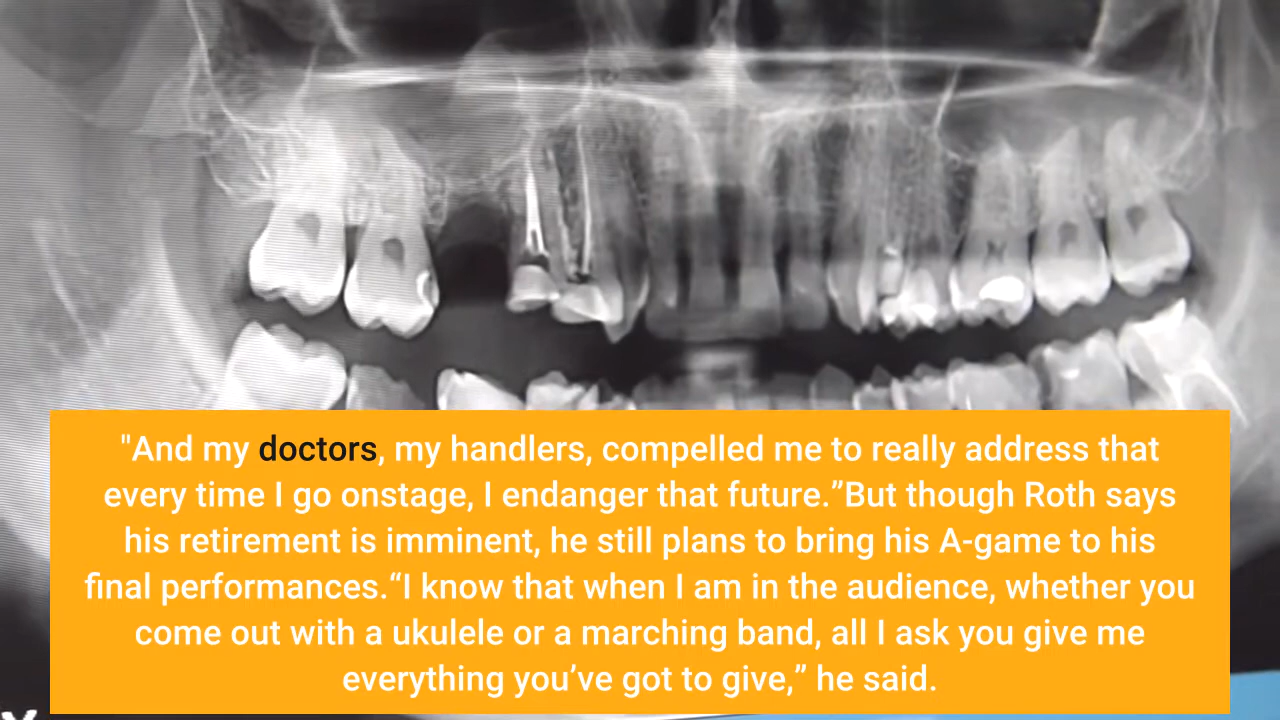 "And my doctors, my handlers, compelled me to really address that
every time I go onstage, I endanger that future.”But though Roth says
his retirement is imminent, he still plans to bring his A-game to his
final performances.“I know that when I am in the audience, whether you
come out with a ukulele or a marching band, all I ask you give me
everything you’ve got to give,” he said.